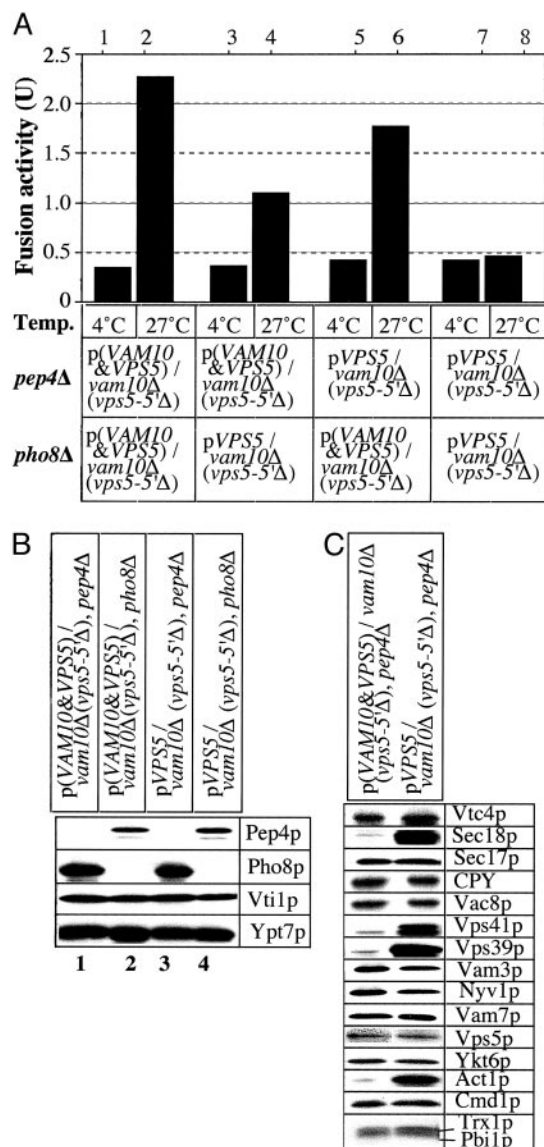 A
1 2 3 4 5 6 7 8
Fusion activity (U)
2.5
2.0
1.5
1.0
0.5
0
Temp. 4°C 27°C 4°C 27°C 4°C 27°C 4°C 27°C
pep4Δ
p(VAM10
&VPS5) /
vam10Δ
(vps5-5'Δ)
p(VAM10
&VPS5) /
vam10Δ
(vps5-5'Δ)
pVPS5 /
vam10Δ
(vps5-5'Δ)
pVPS5 /
vam10Δ
(vps5-5'Δ)
pho8Δ
p(VAM10
&VPS5) /
vam10Δ
(vps5-5'Δ)
pVPS5 /
vam10Δ
(vps5-5'Δ)
p(VAM10
&VPS5) /
vam10Δ
(vps5-5'Δ)
pVPS5 /
vam10Δ
(vps5-5'Δ)
B
p(VAM10&VPS5) /
vam10Δ(vps5-5'Δ), pep4Δ
p(VAM10&VPS5) /
vam10Δ(vps5-5'Δ), pho8Δ
pVPS5 /
vam10Δ (vps5-5'Δ), pep4Δ
pVPS5 /
vam10Δ (vps5-5'Δ), pho8Δ
Pep4p
Pho8p
Vti1p
Ypt7p
1 2 3 4
C
p(VAM10&VPS5) / vam10Δ
(vps5-5'Δ), pep4Δ
pVPS5 /
vam10Δ (vps5-5'Δ), pep4Δ
Vtc4p
Sec18p
Sec17p
CPY
Vac8p
Vps41p
Vps39p
Vam3p
Nyv1p
Vam7p
Vps5p
Ykt6p
Act1p
Cmd1p
Trx1p
Pbi1p